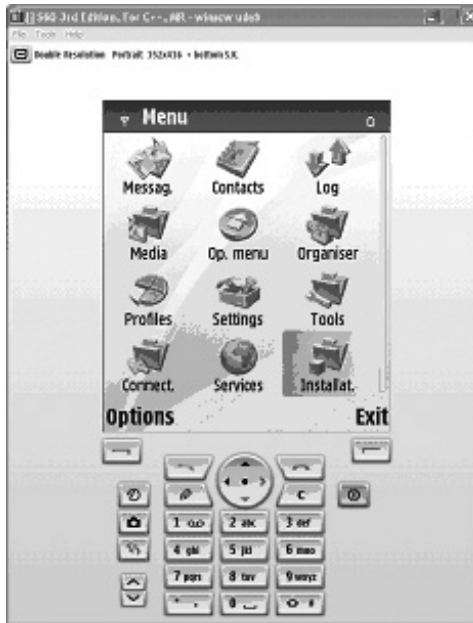 S60 3rd Edition, For C++, MR - winscw udeb
File Tools Help
Double Resolution Portrait 352x416 + bottom S.K.
Menu
Messag. Contacts Log
Media Op. menu Organiser
Profiles Settings Tools
Connect. Services Installat.
Options Exit
C
1 2 abc 3 def
4 ghi 5 jkl 6 mno
7 pqrs 8 tuv 9 wxyz
0